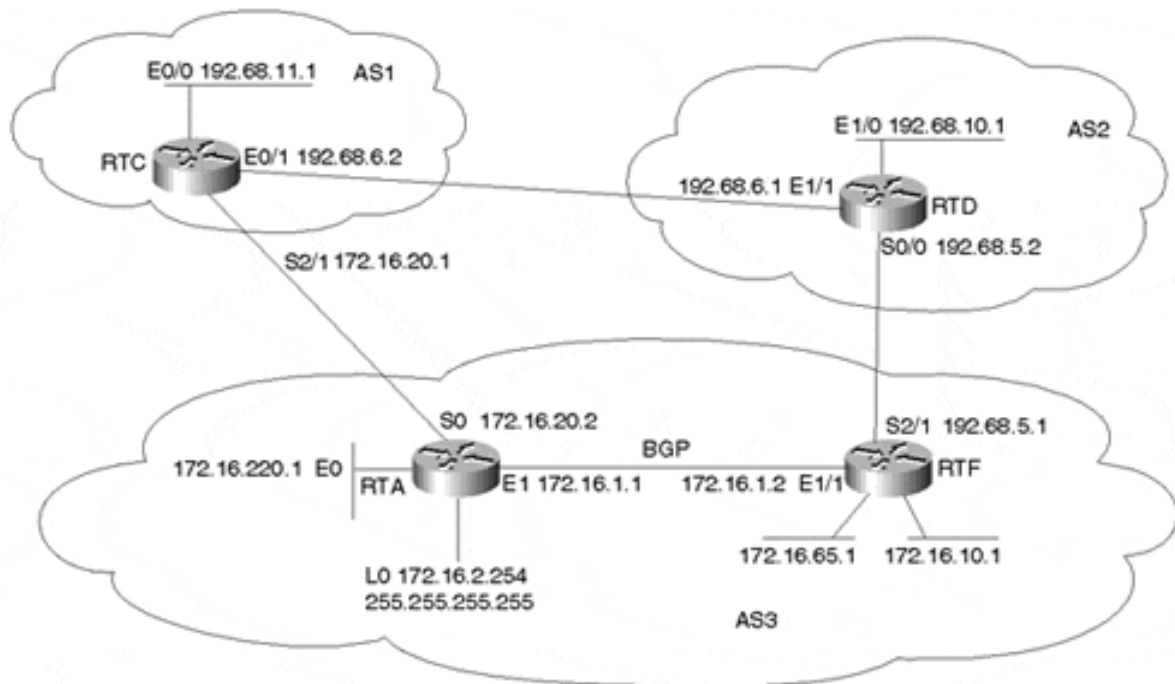 E0/0 192.68.11.1
AS1
RTC
E0/1 192.68.6.2
S2/1 172.16.20.1
E1/0 192.68.10.1
AS2
192.68.6.1 E1/1
RTD
S0/0 192.68.5.2
S0 172.16.20.2
172.16.220.1 E0
RTA
E1 172.16.1.1
BGP
172.16.1.2 E1/1
S2/1 192.68.5.1
RTF
L0 172.16.2.254
255.255.255.255
172.16.65.1
172.16.10.1
AS3